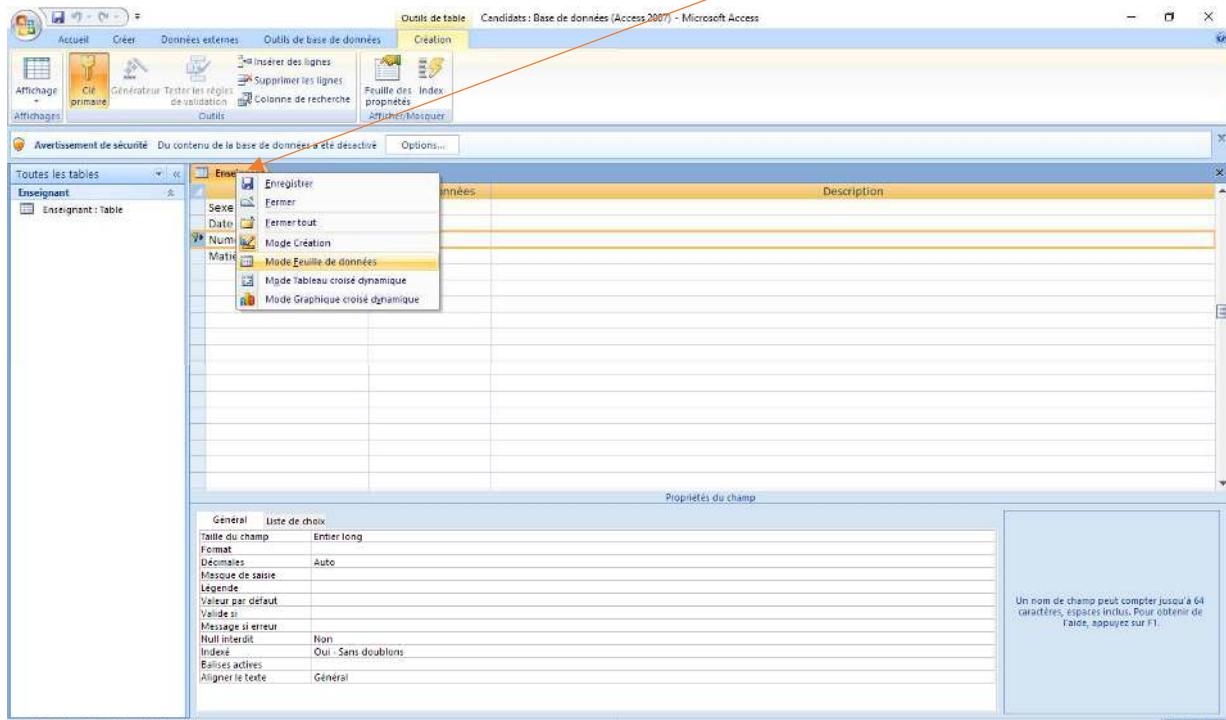 Outils de table Candidats : Base de données (Access 2007) - Microsoft Access
Accueil Créer Données externes Outils de base de données Création
Affichage
Clé primaire
Générateur
Tester les règles de validation
Insérer des lignes
Supprimer les lignes
Colonne de recherche
Feuille des propriétés
Index
Affichages Outils Afficher/Masquer
Avertissement de sécurité Du contenu de la base de données a été désactivé Options...
Toutes les tables
Enseignant
Enseignant : Table
Description
Sexe
Date
Enregistrer
Fermer
Fermer tout
Mode Création
Mode Feuille de données
Mode Tableau croisé dynamique
Mode Graphique croisé dynamique
Propriétés du champ
Général Liste de choix
Taille du champ Entier long
Format
Décimales Auto
Masque de saisie
Légende
Valeur par défaut
Valide si
Message si erreur
Null interdit Non
Indexé Oui - Sans doublons
Balises actives
Aligner le texte Général
Un nom de champ peut compter jusqu'à 64
caractères, espaces inclus. Pour obtenir de
l'aide, appuyez sur F1.